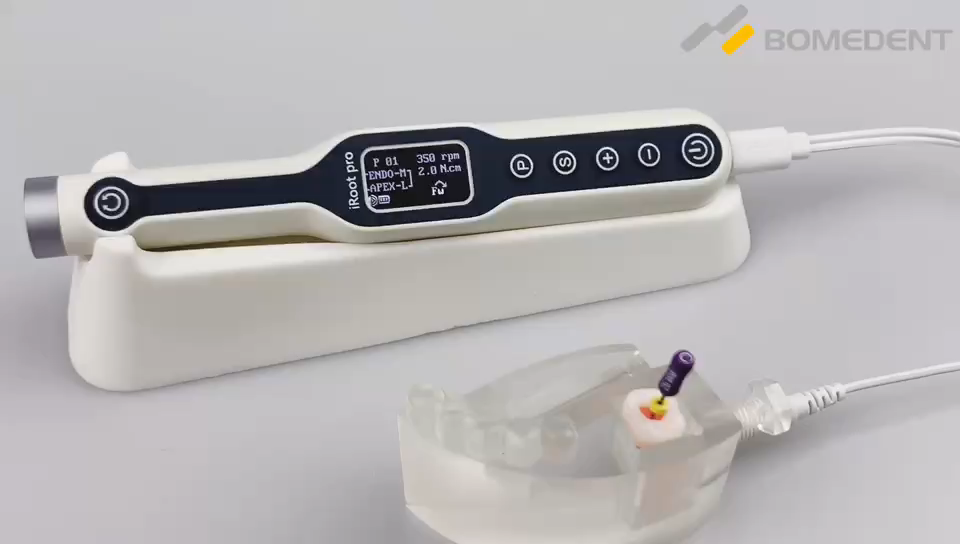 BOMEDENT
iRoot pro
P 01 350 rpm
ENDO-M 2.0 N.cm
APEX-L
Fw
P S + -